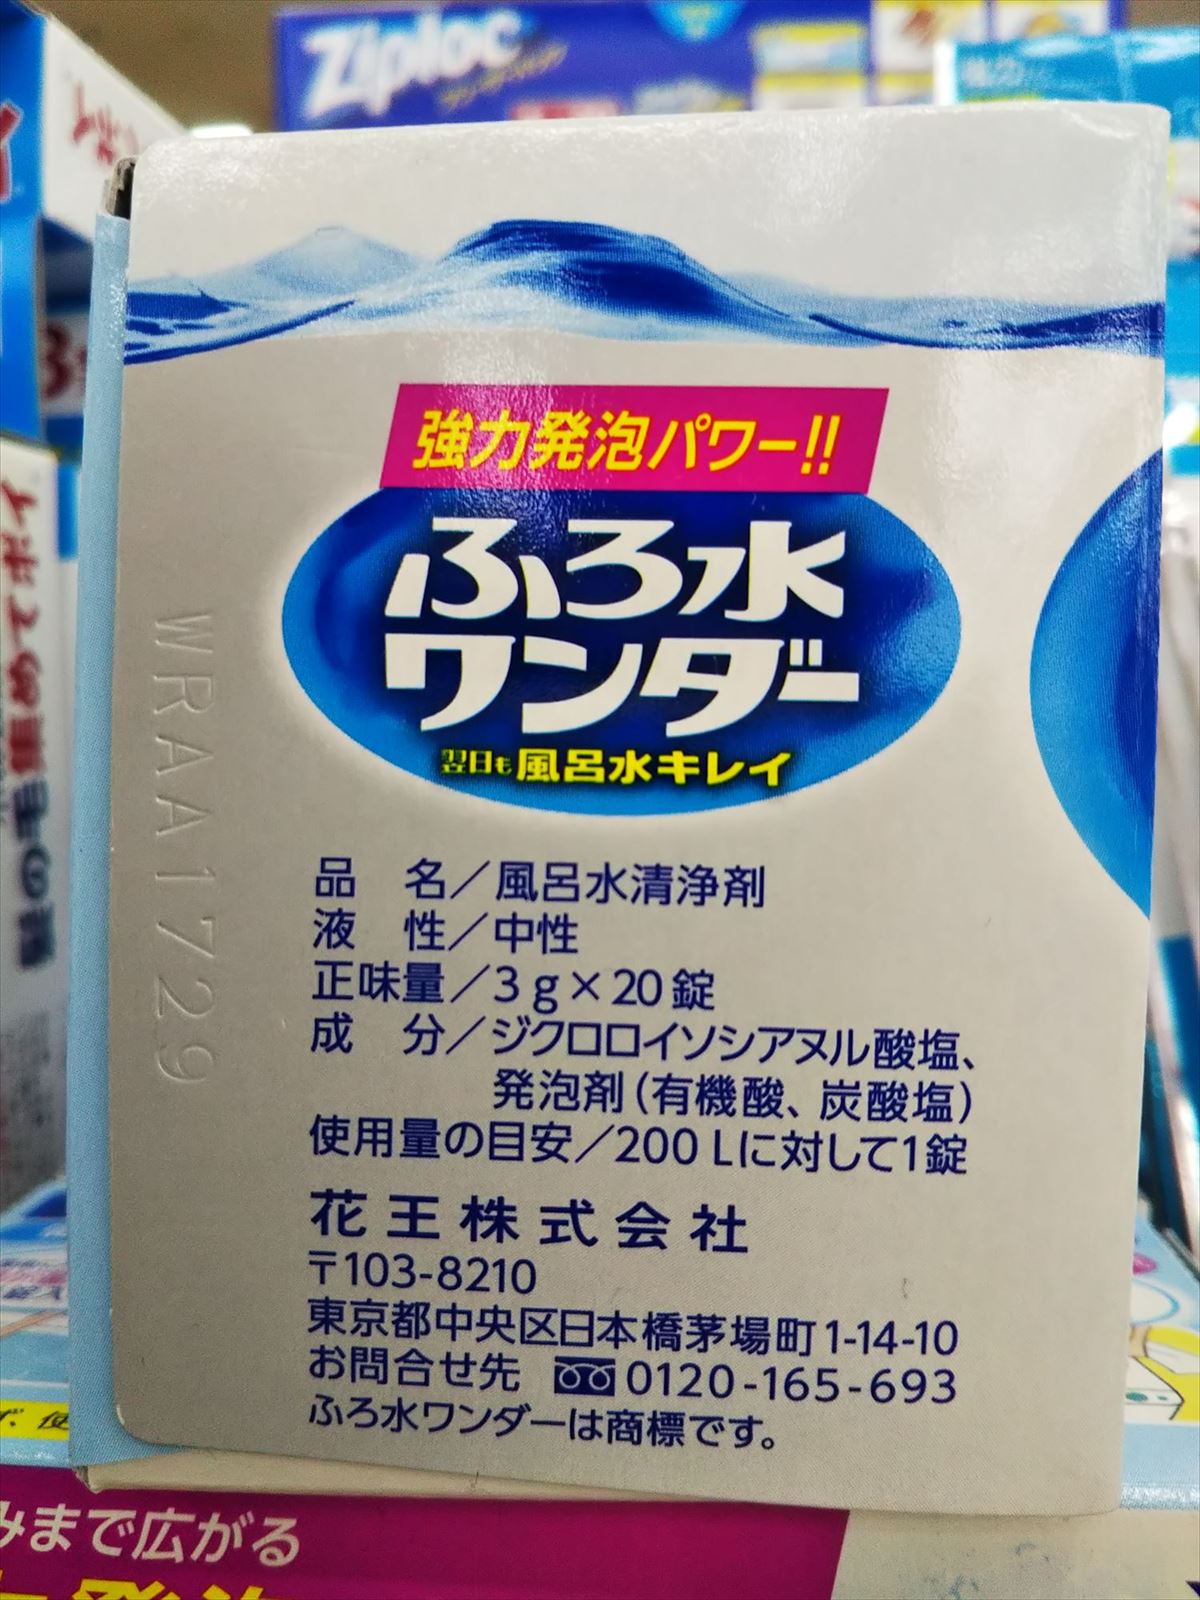 Ziploc
強力発泡パワー!!
ふろ水
ワンダー
翌日も風呂水キレイ
WRAA1729
品　名／風呂水清浄剤
液　性／中性
正味量／3g×20錠
成　分／ジクロロイソシアヌル酸塩、
発泡剤（有機酸、炭酸塩）
使用量の目安／200Lに対して1錠
花王株式会社
〒103-8210
東京都中央区日本橋茅場町1-14-10
お問合せ先 0120-165-693
ふろ水ワンダーは商標です。
みまで広がる